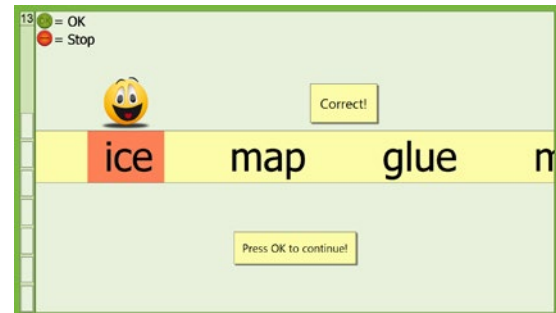 13
= OK
= Stop
Correct!
ice map glue
Press OK to continue!